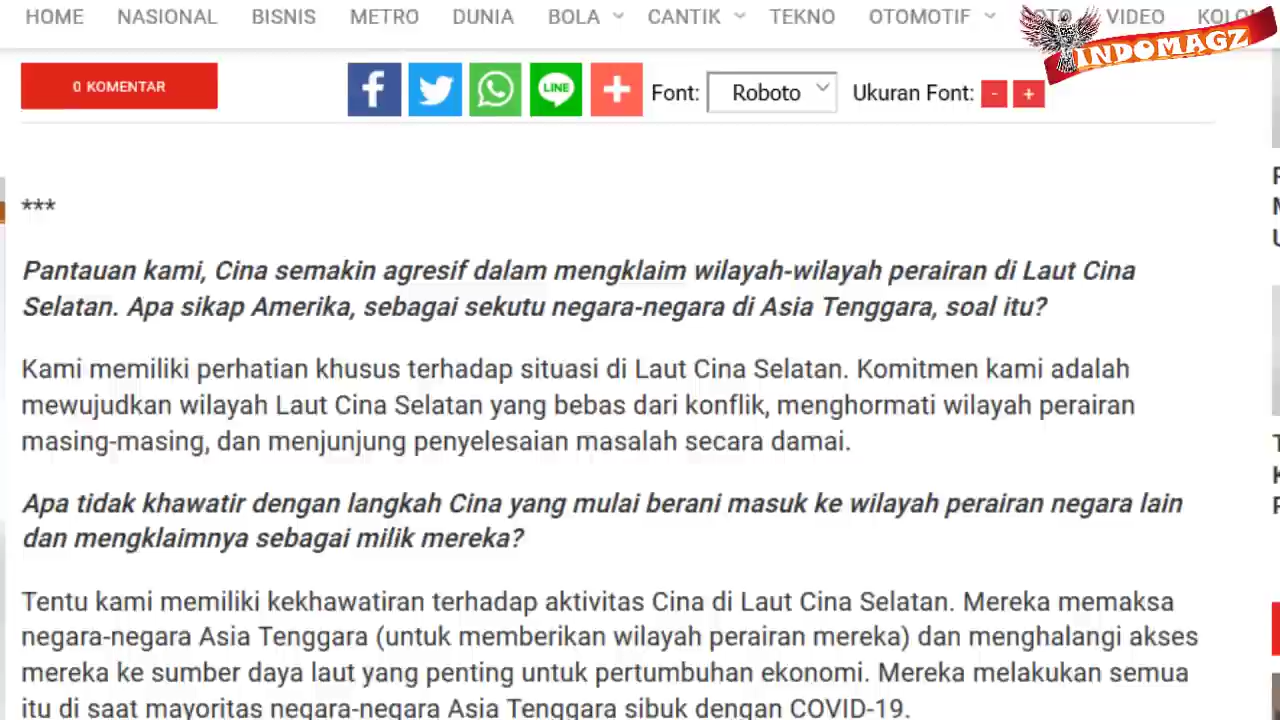 HOME NASIONAL BISNIS METRO DUNIA BOLA CANTIK TEKNO OTOMOTIF VIDEO
INDOMAGZ
0 KOMENTAR LINE Font: Roboto Ukuran Font: - +
***
Pantauan kami, Cina semakin agresif dalam mengklaim wilayah-wilayah perairan di Laut Cina
Selatan. Apa sikap Amerika, sebagai sekutu negara-negara di Asia Tenggara, soal itu?
Kami memiliki perhatian khusus terhadap situasi di Laut Cina Selatan. Komitmen kami adalah
mewujudkan wilayah Laut Cina Selatan yang bebas dari konflik, menghormati wilayah perairan
masing-masing, dan menjunjung penyelesaian masalah secara damai.
Apa tidak khawatir dengan langkah Cina yang mulai berani masuk ke wilayah perairan negara lain
dan mengklaimnya sebagai milik mereka?
Tentu kami memiliki kekhawatiran terhadap aktivitas Cina di Laut Cina Selatan. Mereka memaksa
negara-negara Asia Tenggara (untuk memberikan wilayah perairan mereka) dan menghalangi akses
mereka ke sumber daya laut yang penting untuk pertumbuhan ekonomi. Mereka melakukan semua
itu di saat mayoritas negara-negara Asia Tenggara sibuk dengan COVID-19.